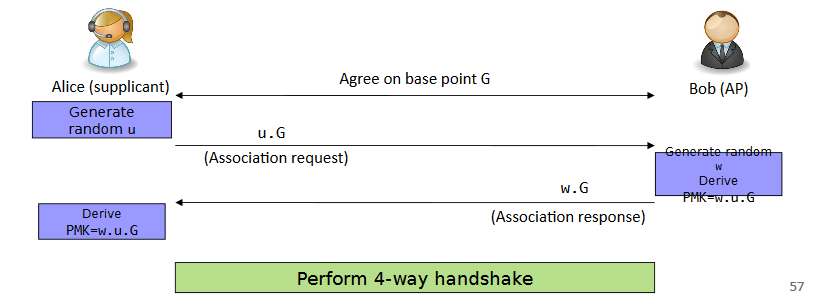 Alice (supplicant)
Agree on base point G
Bob (AP)
Generate
random u
u.G
(Association request)
Generate random
w
Derive
PMK=w.u.G
w.G
(Association response)
Derive
PMK=w.u.G
Perform 4-way handshake
57